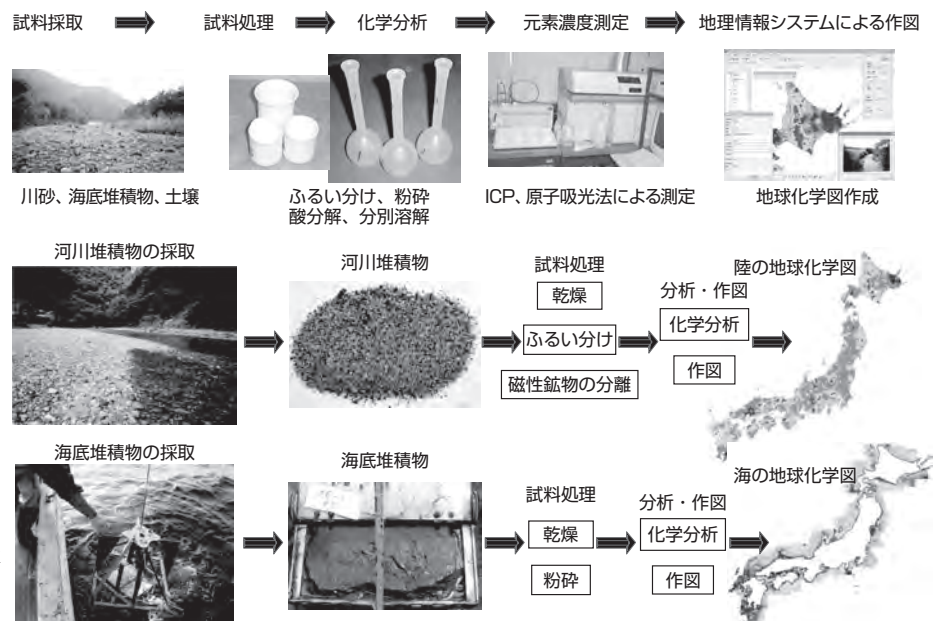 試料採取
試料処理
化学分析
元素濃度測定
地理情報システムによる作図
川砂、海底堆積物、土壌
ふるい分け、粉砕
酸分解、分別溶解
ICP、原子吸光法による測定
地球化学図作成
河川堆積物の採取
河川堆積物
試料処理
乾燥
ふるい分け
磁性鉱物の分離
分析・作図
化学分析
作図
陸の地球化学図
海底堆積物の採取
海底堆積物
試料処理
乾燥
粉砕
分析・作図
化学分析
作図
海の地球化学図